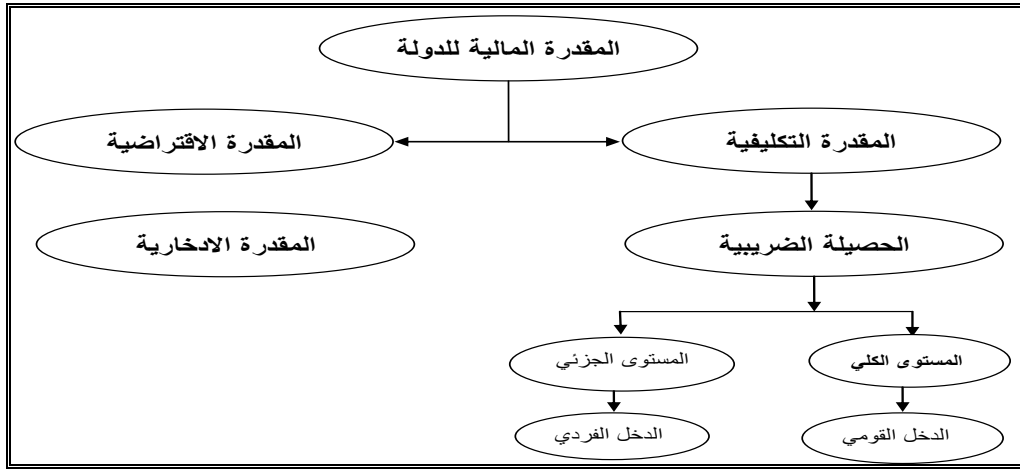 المقدرة المالية للدولة
المقدرة التكليفية
المقدرة الاقتراضية
الحصيلة الضريبية
المقدرة الادخارية
المستوى الكلي
المستوى الجزئي
الدخل القومي
الدخل الفردي